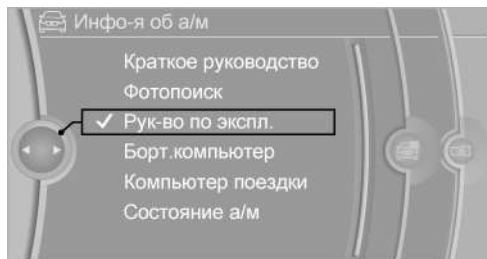 Инфо-я об а/м
Краткое руководство
Фотопоиск
Рук-во по экспл.
Борт.компьютер
Компьютер поездки
Состояние а/м